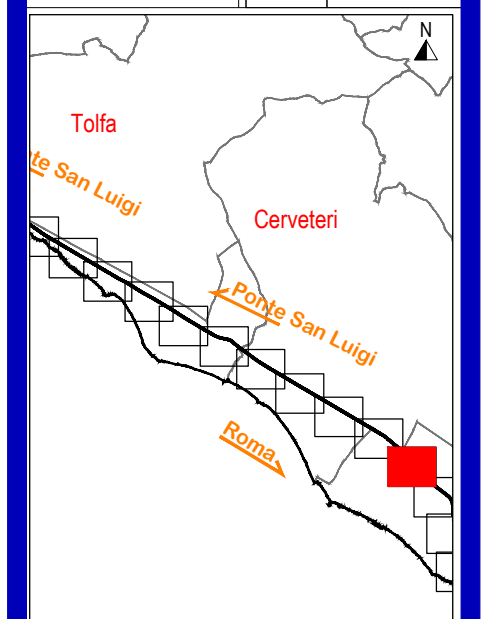 N
Tolfa
te San Luigi
Cerveteri
Ponte San Luigi
Roma